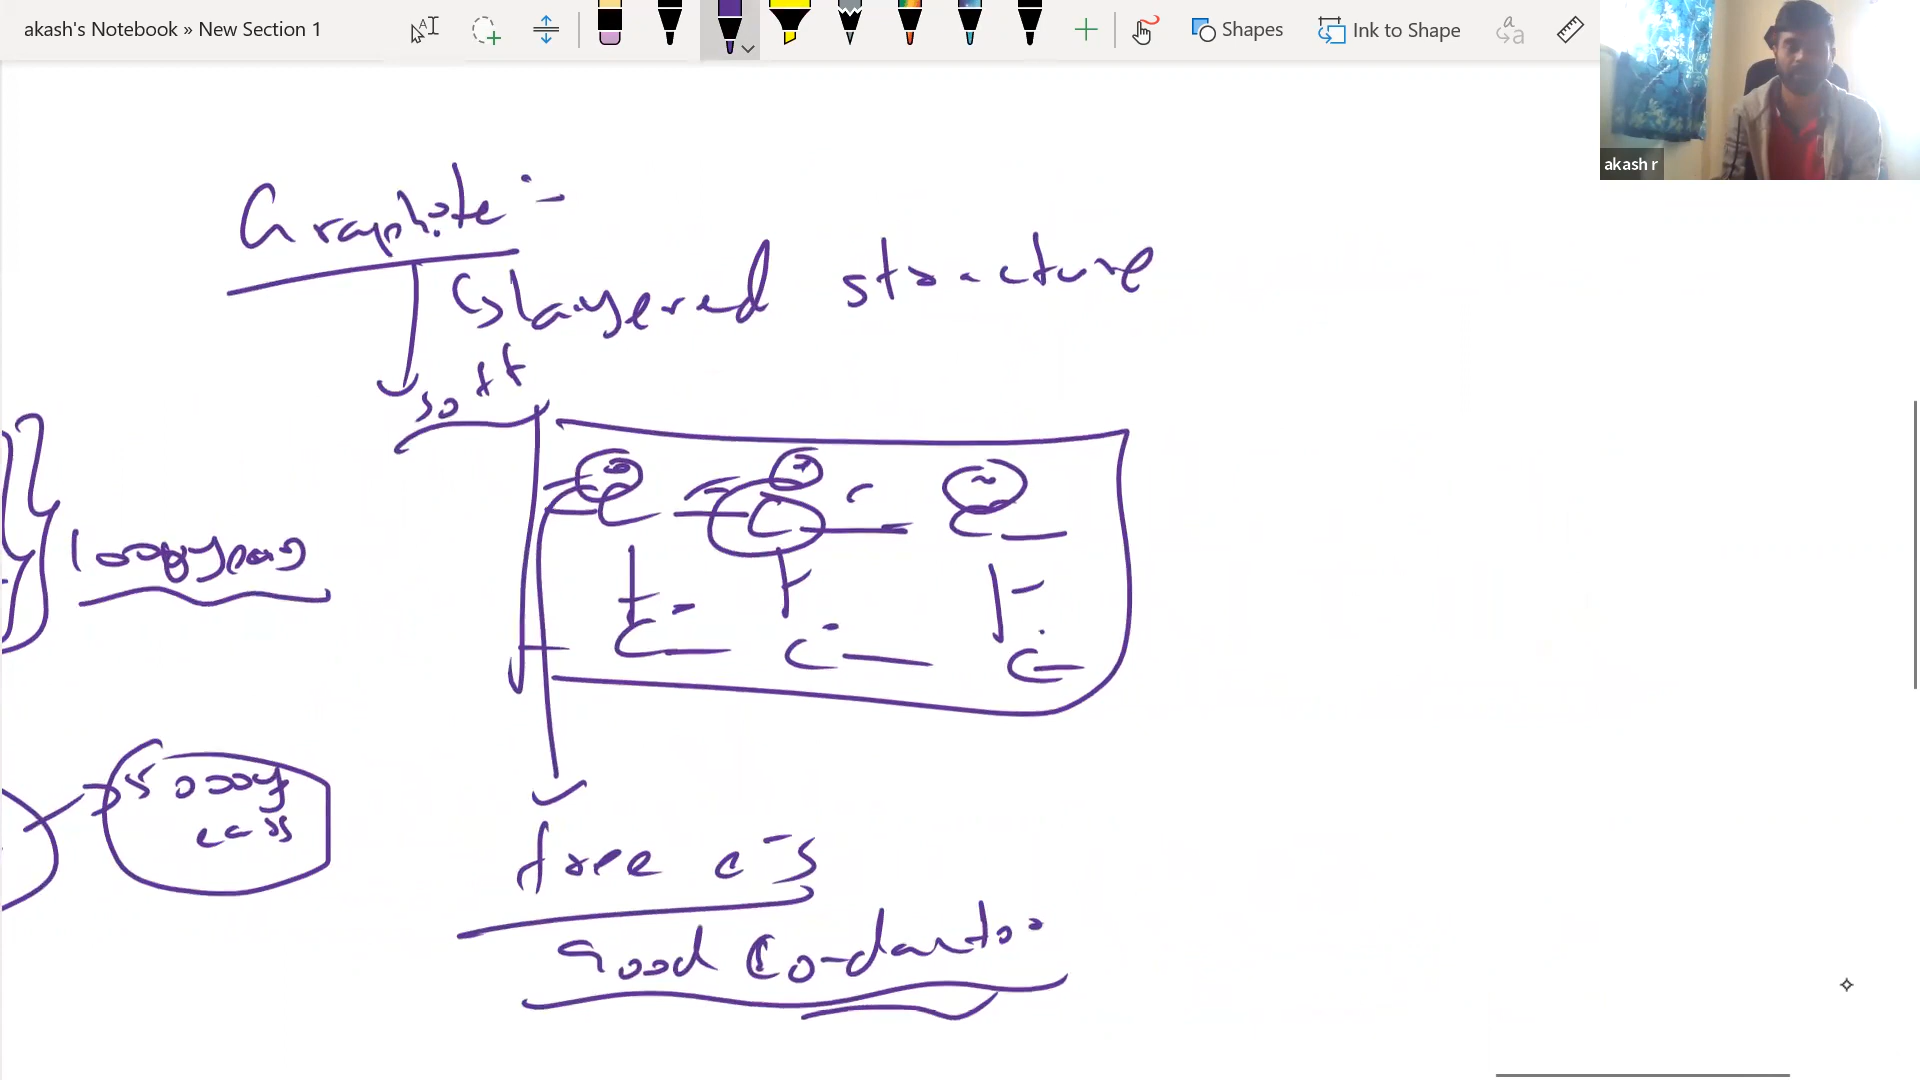 akash's Notebook » New Section 1
Shapes
Ink to Shape
akash r
Graphite :-
layered structure
soft
C C C
C C C
free e-s
Good Conductor